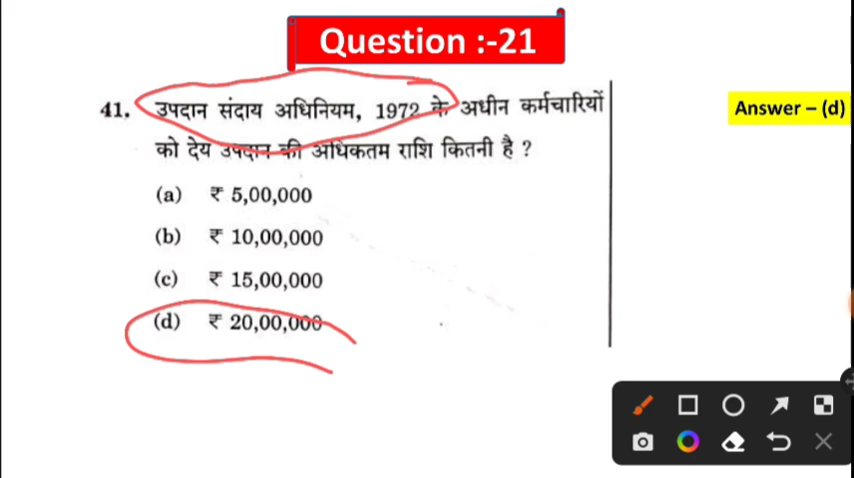 Question :-21
41. उपदान संदाय अधिनियम, 1972 के अधीन कर्मचारियों
को देय उपदान की अधिकतम राशि कितनी है ?
(a) ₹ 5,00,000
(b) ₹ 10,00,000
(c) ₹ 15,00,000
(d) ₹ 20,00,000
Answer – (d)